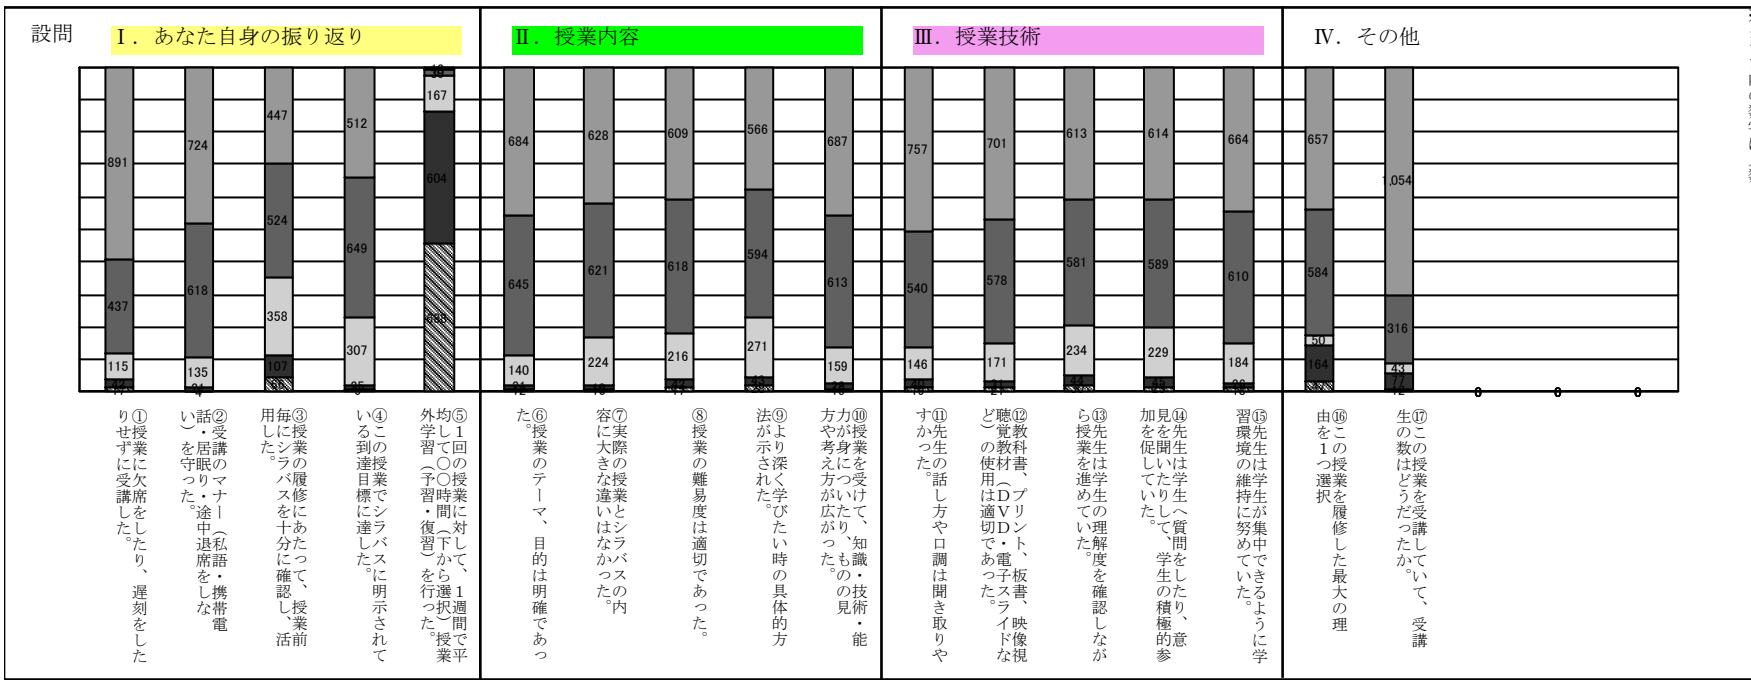 設問
Ⅰ．あなた自身の振り返り
Ⅱ．授業内容
Ⅲ．授業技術
Ⅳ．その他
891
437
115
42
724
618
135
21
4
447
524
358
107
66
512
649
307
25
167
604
684
645
140
21
12
628
621
224
609
618
216
42
17
566
594
271
43
687
613
159
757
540
146
40
701
578
171
31
21
613
581
234
44
614
589
229
45
664
610
184
657
584
50
164
1,054
316
43
77
12
0
0
0
①授業に欠席をしたり、遅刻をした
りせずに受講した。
②受講のマナー（私語・携帯電
話・居眠り・途中退席をしな
い）を守った。
③授業の履修にあたって、授業前
毎にシラバスを十分に確認し、活
用した。
④この授業でシラバスに明示されて
いる到達目標に達した。
⑤１回の授業に対して、１週間で平
均して○○時間（下から選択）授業
外学習（予習・復習）を行った。
⑥授業のテーマ、目的は明確であっ
た。
⑦実際の授業とシラバスの内
容に大きな違いはなかった。
⑧授業の難易度は適切であった。
⑨より深く学びたい時の具体的方
法が示された。
⑩授業を受けて、知識・技術・能
力が身についたり、ものの見
方や考え方が広がった。
⑪先生の話し方や口調は聞き取りや
すかった。
⑫教科書、プリント、板書、映像視
聴覚教材（ＤＶＤ・電子スライドな
ど）の使用は適切であった。
⑬先生は学生の理解度を確認しなが
ら授業を進めていた。
⑭先生は学生へ質問をしたり、意
見を聞いたりして、学生の積極的参
加を促していた。
⑮先生は学生が集中できるように学
習環境の維持に努めていた。
⑯この授業を履修した最大の理
由を１つ選択
⑰この授業を受講していて、受講
生の数はどうだったか。